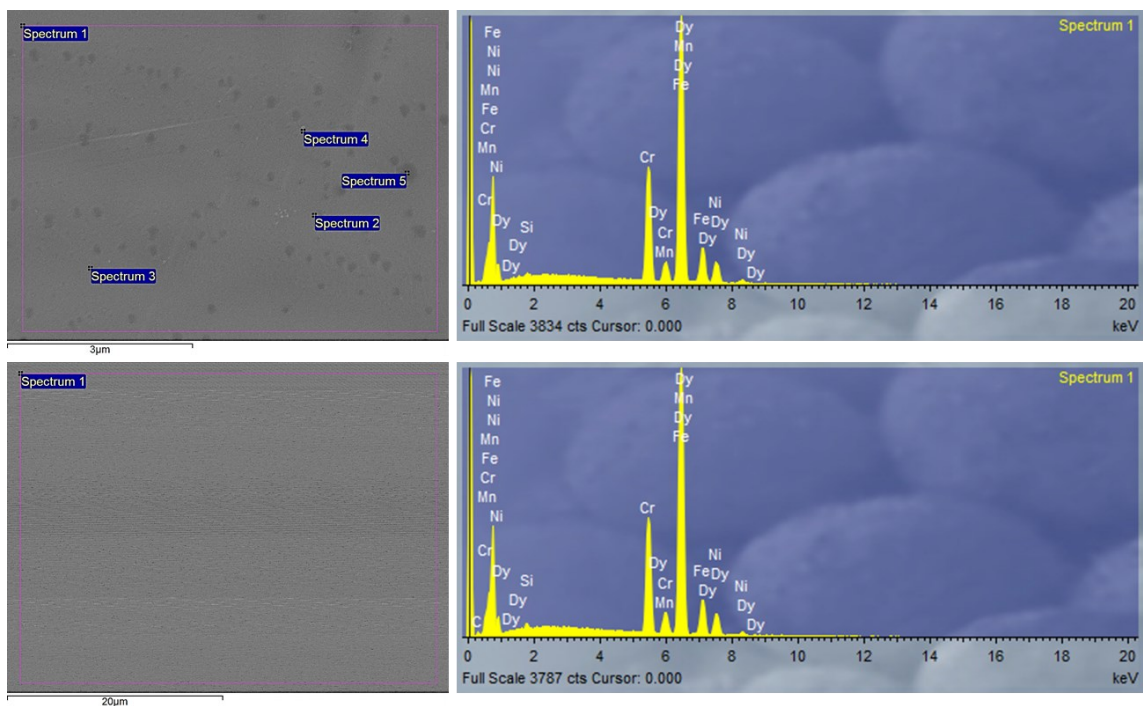 Spectrum 1
Spectrum 4
Spectrum 5
Spectrum 2
Spectrum 3
3µm
Spectrum 1
Fe
Ni
Ni
Mn
Fe
Cr
Mn
Ni
Cr
Dy
Si
Dy
Dy
Cr
Dy
Cr
Mn
Dy
Mn
Dy
Fe
Ni
Fe Dy
Dy
Ni
Dy
Dy
0 2 4 6 8 10 12 14 16 18 20
Full Scale 3834 cts Cursor: 0.000 keV
Spectrum 1
20µm
Spectrum 1
Fe
Ni
Ni
Mn
Fe
Cr
Mn
Ni
Cr
Dy
Si
Dy
C Dy
Cr
Dy
Cr
Mn
Dy
Mn
Dy
Fe
Ni
Fe Dy
Dy
Ni
Dy
Dy
0 2 4 6 8 10 12 14 16 18 20
Full Scale 3787 cts Cursor: 0.000 keV